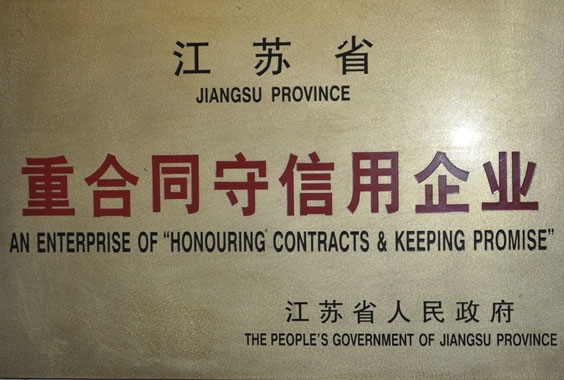 江苏省
JIANGSU PROVINCE
重合同守信用企业
AN ENTERPRISE OF "HONOURING CONTRACTS & KEEPING PROMISE"
江苏省人民政府
THE PEOPLE'S GOVERNMENT OF JIANGSU PROVINCE